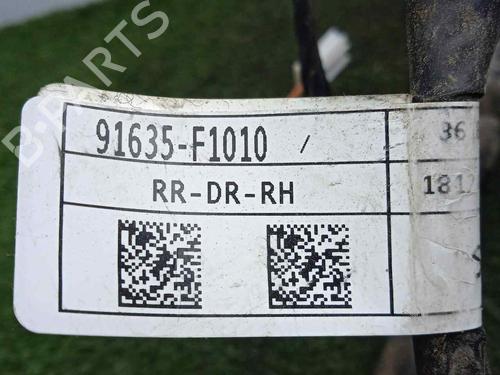 B-PARTS
91635-F1010 /
RR-DR-RH
36
181